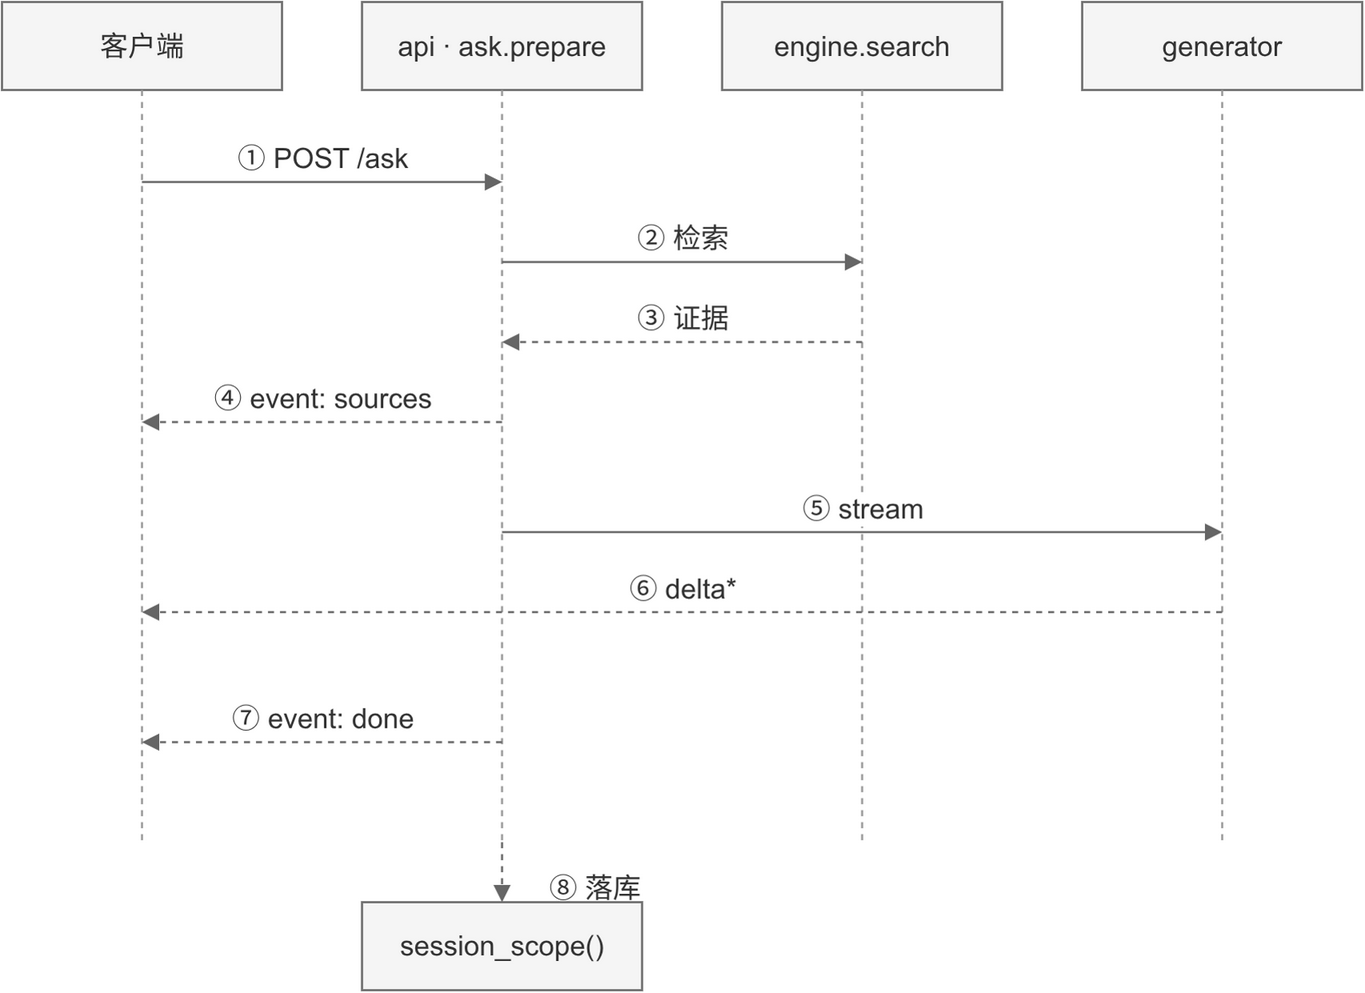 客户端
api · ask.prepare
engine.search
generator
① POST /ask
② 检索
③ 证据
④ event: sources
⑤ stream
⑥ delta*
⑦ event: done
⑧ 落库
session_scope()